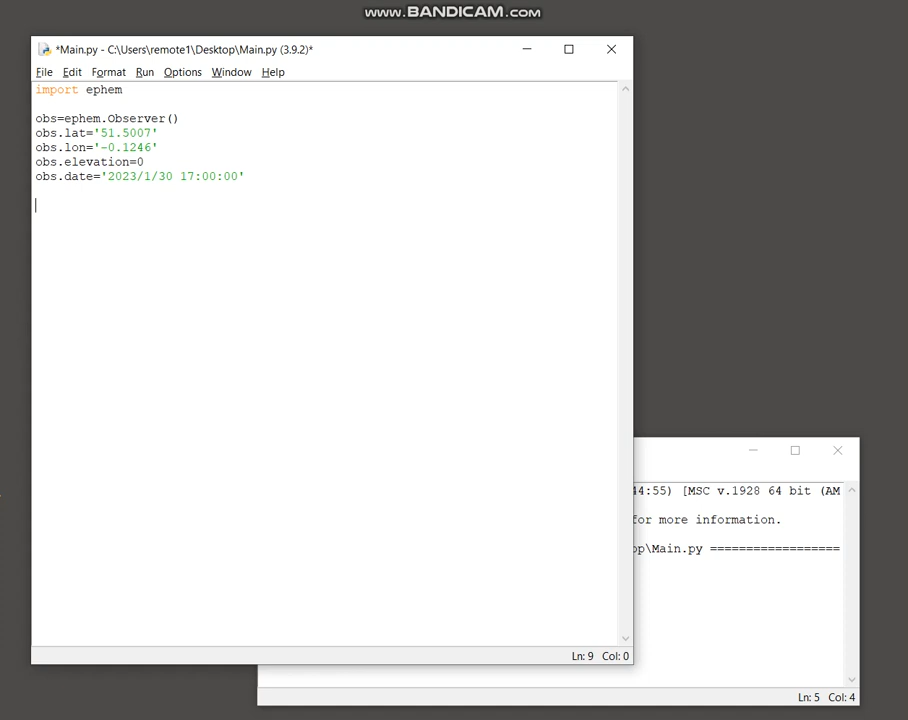 www.BANDICAM.com
*Main.py - C:\Users\remote1\Desktop\Main.py (3.9.2)*
File Edit Format Run Options Window Help
import ephem
obs=ephem.Observer()
obs.lat='51.5007'
obs.lon='-0.1246'
obs.elevation=0
obs.date='2023/1/30 17:00:00'
Ln: 9 Col: 0
44:55) [MSC v.1928 64 bit (AM
for more information.
op\Main.py ==================
Ln: 5 Col: 4